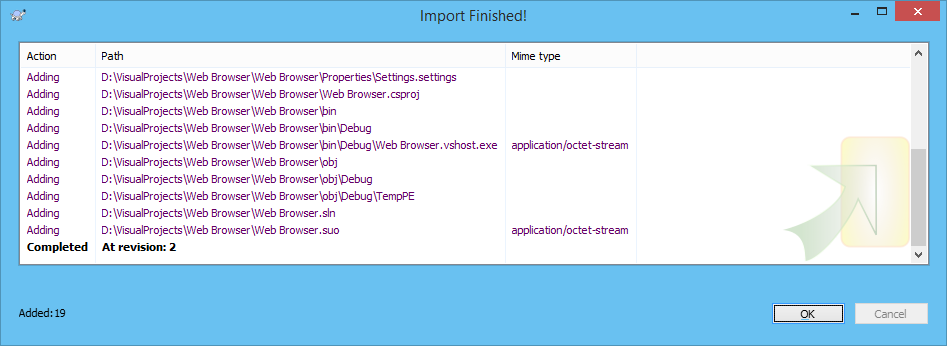 Import Finished!
Action Path Mime type
Adding D:\VisualProjects\Web Browser\Web Browser\Properties\Settings.settings
Adding D:\VisualProjects\Web Browser\Web Browser\Web Browser.csproj
Adding D:\VisualProjects\Web Browser\Web Browser\bin
Adding D:\VisualProjects\Web Browser\Web Browser\bin\Debug
Adding D:\VisualProjects\Web Browser\Web Browser\bin\Debug\Web Browser.vshost.exe application/octet-stream
Adding D:\VisualProjects\Web Browser\Web Browser\obj
Adding D:\VisualProjects\Web Browser\Web Browser\obj\Debug
Adding D:\VisualProjects\Web Browser\Web Browser\obj\Debug\TempPE
Adding D:\VisualProjects\Web Browser\Web Browser.sln
Adding D:\VisualProjects\Web Browser\Web Browser.suo application/octet-stream
Completed At revision: 2
Added:19
OK Cancel